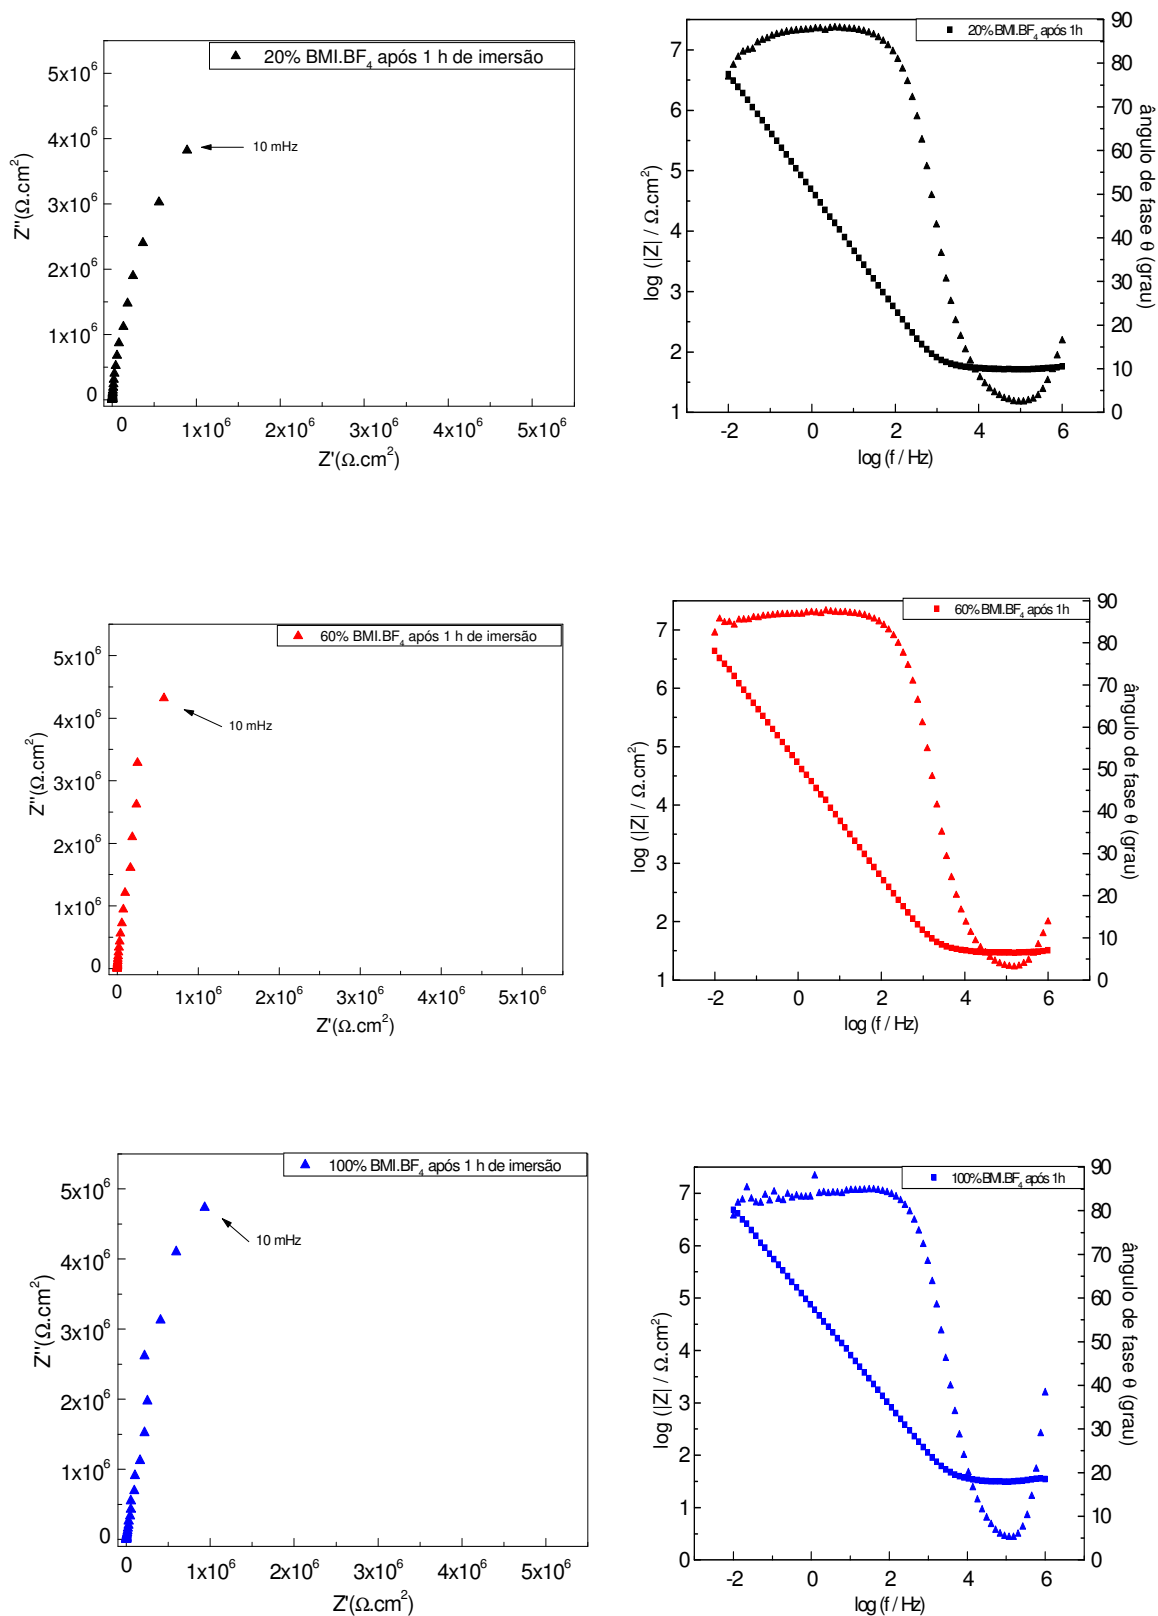 20% BMI.BF4 após 1 h de imersão
5x10^6
4x10^6
3x10^6
2x10^6
1x10^6
0
Z''(Ω.cm²)
10 mHz
0 1x10^6 2x10^6 3x10^6 4x10^6 5x10^6
Z'(Ω.cm²)
20% BMI.BF4 após 1h
7
6
5
4
3
2
1
log (|Z| / Ω.cm²)
90
80
70
60
50
40
30
20
10
0
ângulo de fase θ (grau)
-2 0 2 4 6
log (f / Hz)
60% BMI.BF4 após 1 h de imersão
5x10^6
4x10^6
3x10^6
2x10^6
1x10^6
0
Z''(Ω.cm²)
10 mHz
0 1x10^6 2x10^6 3x10^6 4x10^6 5x10^6
Z'(Ω.cm²)
60% BMI.BF4 após 1h
7
6
5
4
3
2
1
log (|Z| / Ω.cm²)
90
80
70
60
50
40
30
20
10
0
ângulo de fase θ (grau)
-2 0 2 4 6
log (f / Hz)
100% BMI.BF4 após 1 h de imersão
5x10^6
4x10^6
3x10^6
2x10^6
1x10^6
0
Z''(Ω.cm²)
10 mHz
0 1x10^6 2x10^6 3x10^6 4x10^6 5x10^6
Z'(Ω.cm²)
100% BMI.BF4 após 1h
7
6
5
4
3
2
1
0
log (|Z| / Ω.cm²)
90
80
70
60
50
40
30
20
10
0
ângulo de fase θ (grau)
-2 0 2 4 6
log (f / Hz)